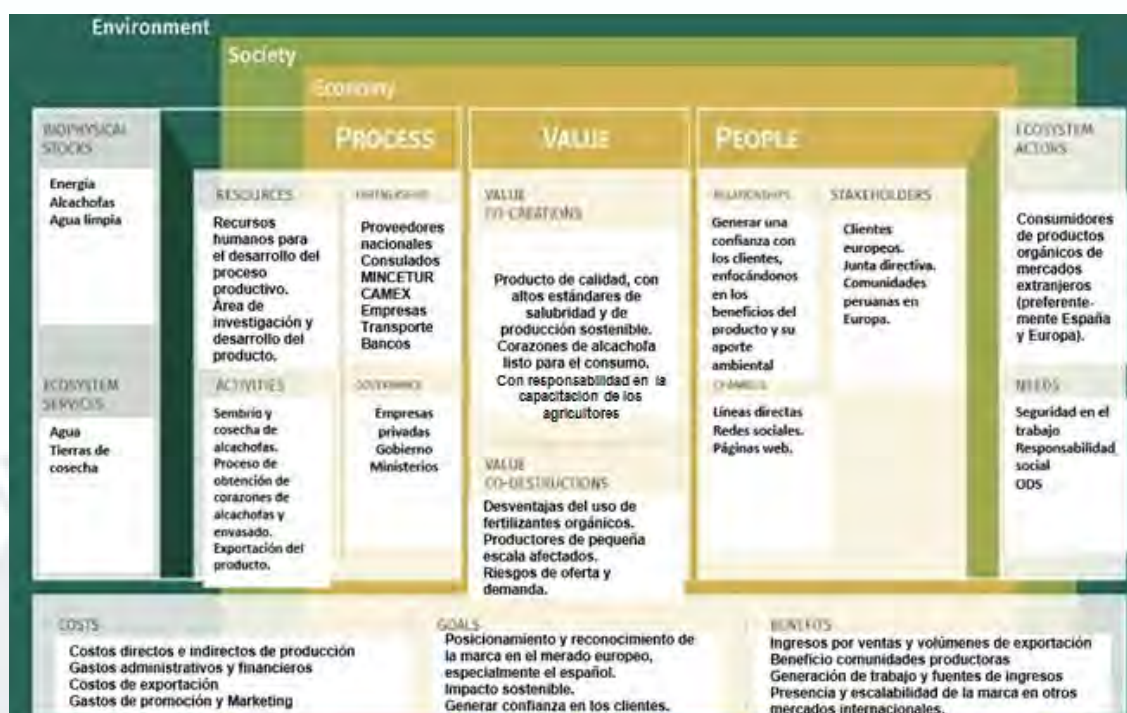 Environment
Society
Economy
BIOPHYSICAL
STOCKS
Energía
Alcachofas
Agua limpia
ECOSYSTEM
SERVICES
Agua
Tierras de
cosecha
PROCESS
RESOURCES
Recursos
humanos para
el desarrollo del
proceso
productivo.
Área de
investigación y
desarrollo del
producto.
ACTIVITIES
Sembrio y
cosecha de
alcachofas.
Proceso de
obtención de
corazones de
alcachofas y
envasado.
Exportación del
producto.
PARTNERSHIP
Proveedores
nacionales
Consulados
MINCETUR
CAMEX
Empresas
Transporte
Bancos
GOVERNANCE
Empresas
privadas
Gobierno
Ministerios
VALUE
VALUE
CO-CREATIONS
Producto de calidad, con
altos estándares de
salubridad y de
producción sostenible.
Corazones de alcachofa
listo para el consumo.
Con responsabilidad en la
capacitación de los
agricultores
VALUE
CO-DESTRUCTIONS
Desventajas del uso de
fertilizantes orgánicos.
Productores de pequeña
escala afectados.
Riesgos de oferta y
demanda.
PEOPLE
RELATIONSHIPS
Generar una
confianza con
los clientes,
enfocándonos
en los
beneficios del
producto y su
aporte
ambiental
CHANNELS
Líneas directas
Redes sociales.
Páginas web.
STAKEHOLDERS
Clientes
europeos.
Junta directiva.
Comunidades
peruanas en
Europa.
ECOSYSTEM
ACTORS
Consumidores
de productos
orgánicos de
mercados
extranjeros
(preferente-
mente España
y Europa).
NEEDS
Seguridad en el
trabajo
Responsabilidad
social
ODS
COSTS
Costos directos e indirectos de producción
Gastos administrativos y financieros
Costos de exportación
Gastos de promoción y Marketing
GOALS
Posicionamiento y reconocimiento de
la marca en el merado europeo,
especialmente el español.
Impacto sostenible.
Generar confianza en los clientes.
BENEFITS
Ingresos por ventas y volúmenes de exportación
Beneficio comunidades productoras
Generación de trabajo y fuentes de ingresos
Presencia y escalabilidad de la marca en otros
mercados internacionales.